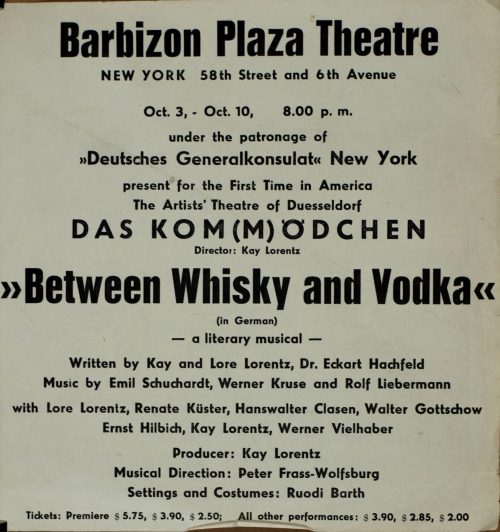 Barbizon Plaza Theatre
NEW YORK 58th Street and 6th Avenue
Oct. 3, - Oct. 10, 8.00 p. m.
under the patronage of
»Deutsches Generalkonsulat« New York
present for the First Time in America
The Artists' Theatre of Duesseldorf
DAS KOM(M)ÖDCHEN
Director: Kay Lorentz
»Between Whisky and Vodka«
(in German)
— a literary musical —
Written by Kay and Lore Lorentz, Dr. Eckart Hachfeld
Music by Emil Schuchardt, Werner Kruse and Rolf Liebermann
with Lore Lorentz, Renate Küster, Hanswalter Clasen, Walter Gottschow
Ernst Hilbich, Kay Lorentz, Werner Vielhaber
Producer: Kay Lorentz
Musical Direction: Peter Frass-Wolfsburg
Settings and Costumes: Ruodi Barth
Tickets: Premiere $ 5.75, $ 3.90, $ 2.50; All other performances: $ 3.90, $ 2.85, $ 2.00